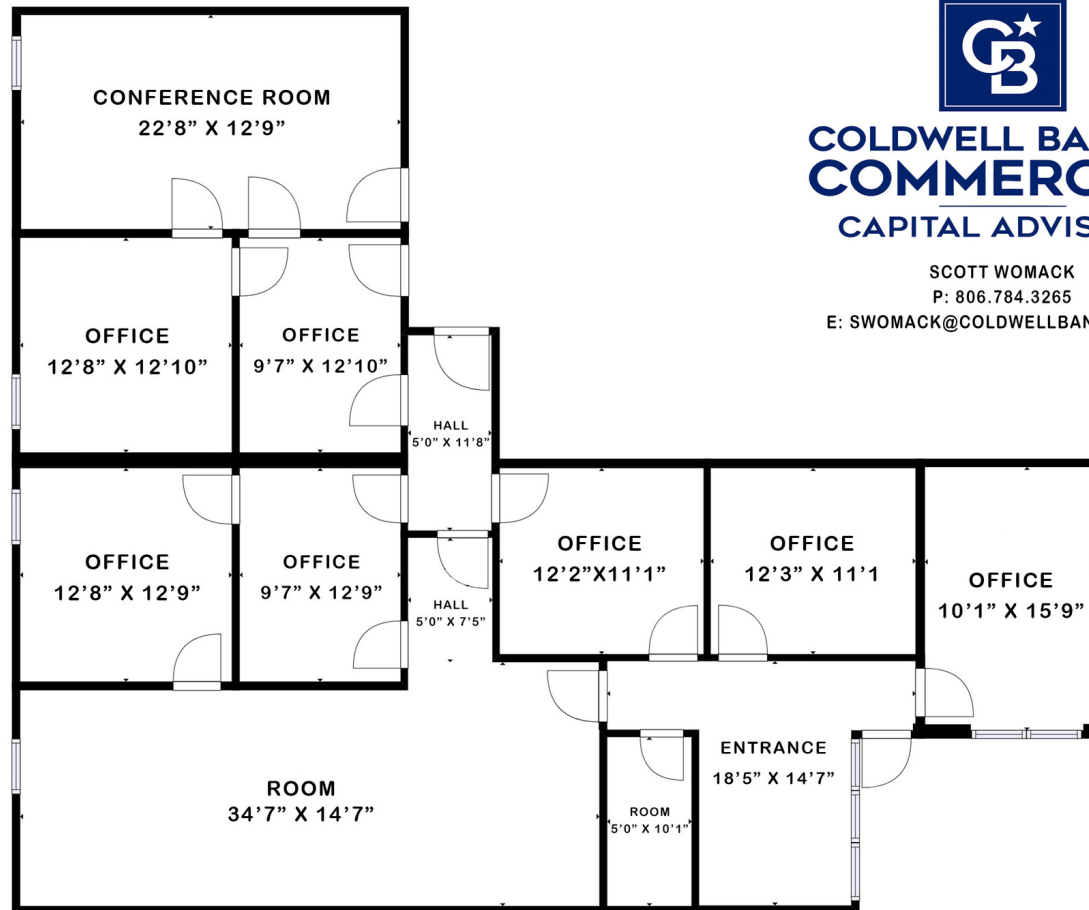 CONFERENCE ROOM
22’8” X 12’9”
CB
COLDWELL BA
COMMERC
CAPITAL ADVIS
SCOTT WOMACK
P: 806.784.3265
E: SWOMACK@COLDWELLBAN
OFFICE
12’8” X 12’10”
OFFICE
9’7” X 12’10”
HALL
5’0” X 11’8”
OFFICE
12’8” X 12’9”
OFFICE
9’7” X 12’9”
HALL
5’0” X 7’5”
OFFICE
12’2”X11’1”
OFFICE
12’3” X 11’1
OFFICE
10’1” X 15’9”
ROOM
34’7” X 14’7”
ROOM
5’0” X 10’1”
ENTRANCE
18’5” X 14’7”